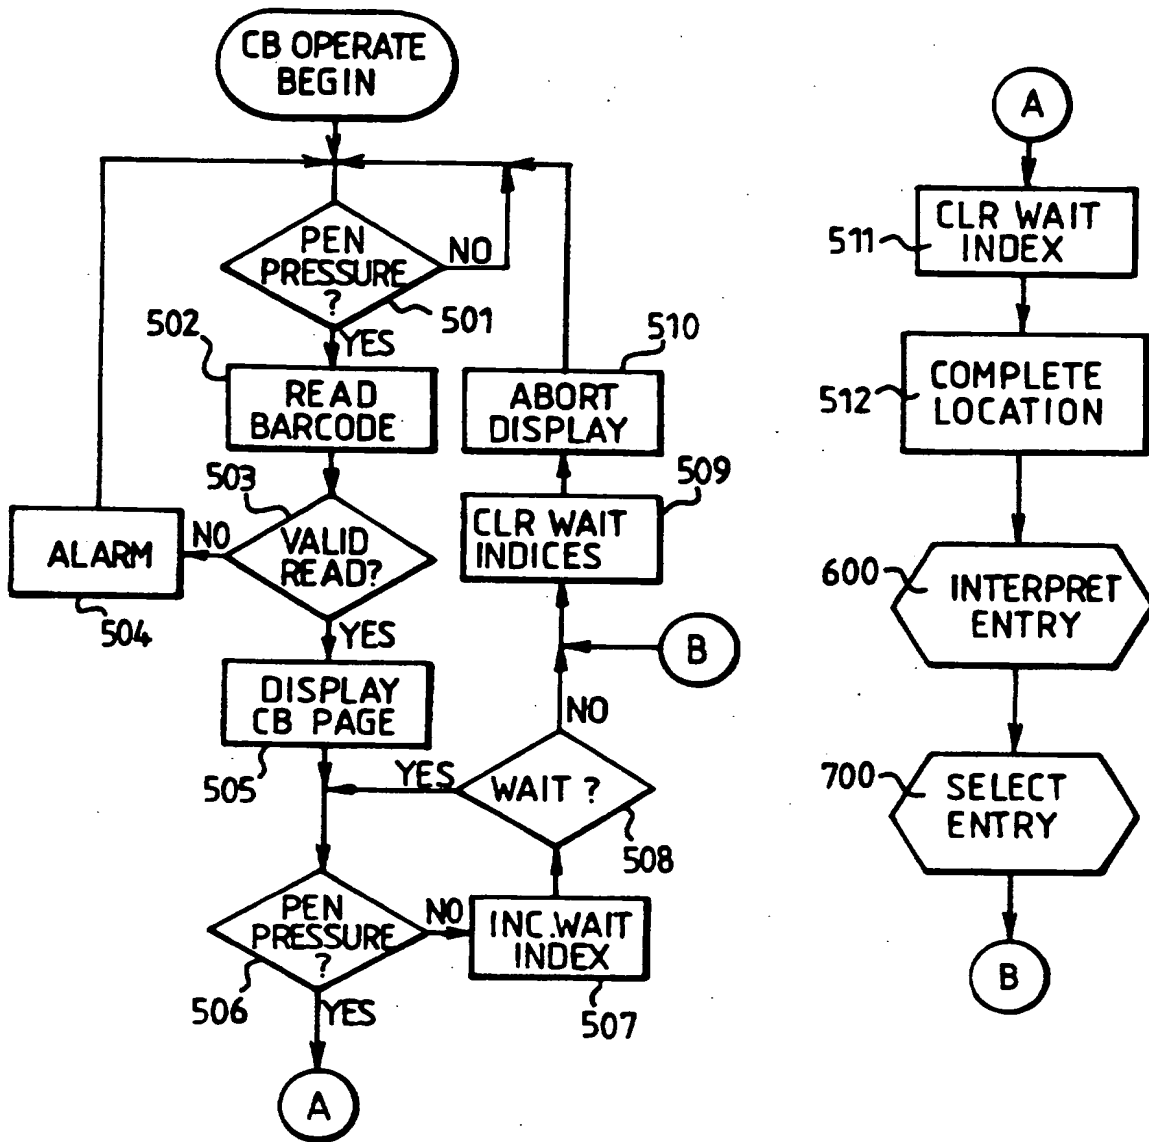 CB OPERATE
BEGIN
PEN
PRESSURE
?
NO
501
YES
502
READ
BARCODE
503
VALID
READ?
NO
ALARM
504
YES
DISPLAY
CB PAGE
505
PEN
PRESSURE
?
506
NO
YES
A
INC.WAIT
INDEX
507
WAIT ?
508
YES
NO
B
CLR WAIT
INDICES
509
ABORT
DISPLAY
510
A
511
CLR WAIT
INDEX
512
COMPLETE
LOCATION
600
INTERPRET
ENTRY
700
SELECT
ENTRY
B